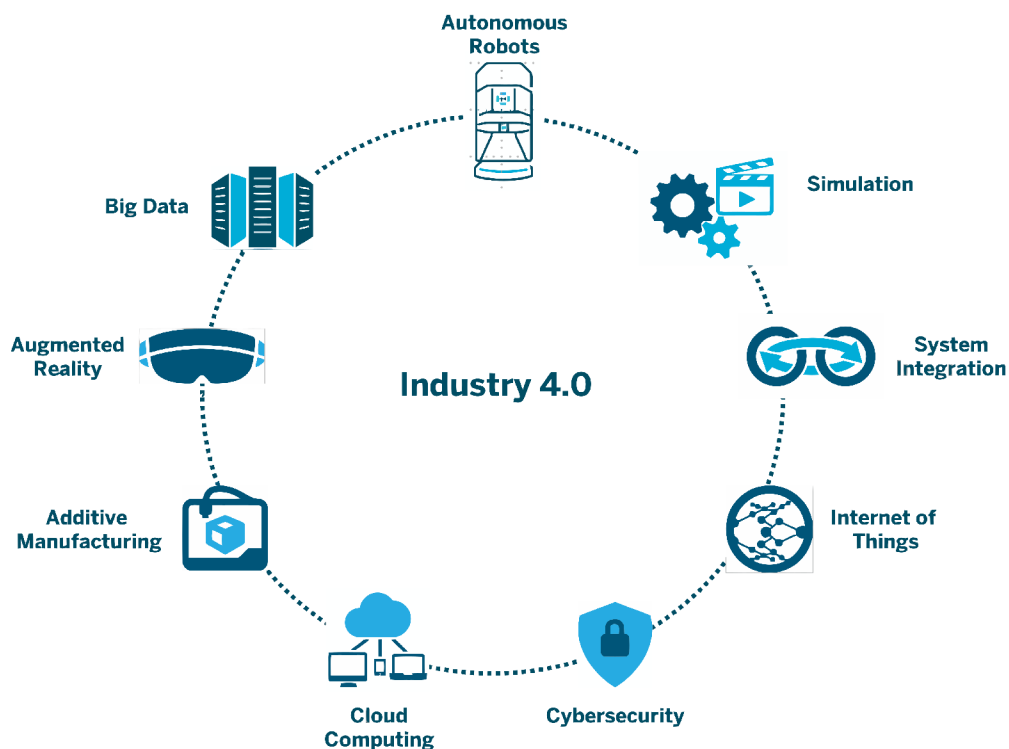 Autonomous
Robots
Simulation
System
Integration
Internet of
Things
Cybersecurity
Cloud
Computing
Additive
Manufacturing
Augmented
Reality
Big Data
Industry 4.0